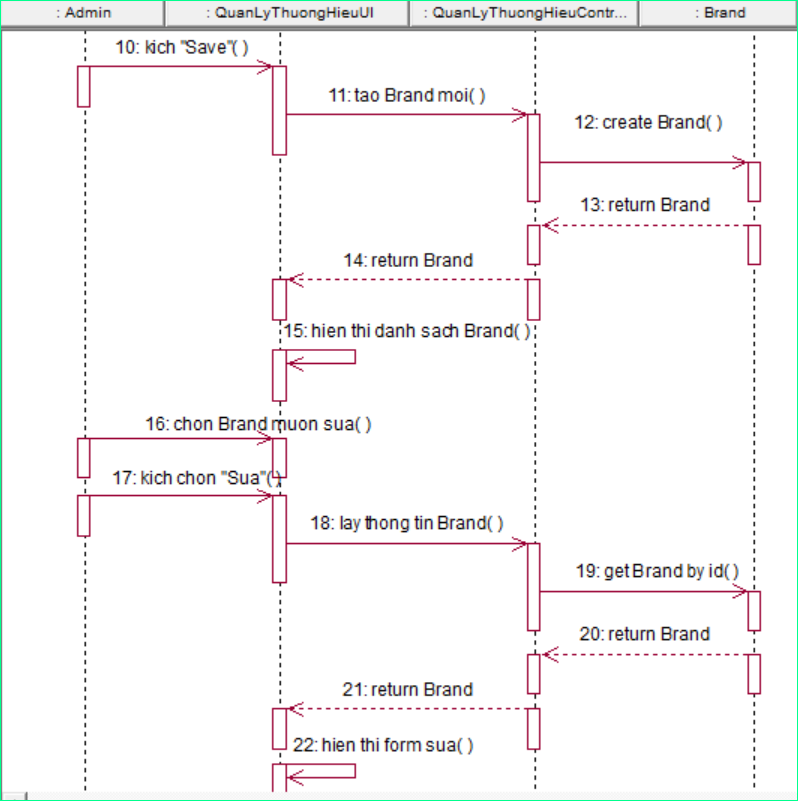 : Admin
: QuanLyThuongHieuUI
: QuanLyThuongHieuContr...
: Brand
10: kich "Save"( )
11: tao Brand moi( )
12: create Brand( )
13: return Brand
14: return Brand
15: hien thi danh sach Brand( )
16: chon Brand muon sua( )
17: kich chon "Sua"( )
18: lay thong tin Brand( )
19: get Brand by id( )
20: return Brand
21: return Brand
22: hien thi form sua( )